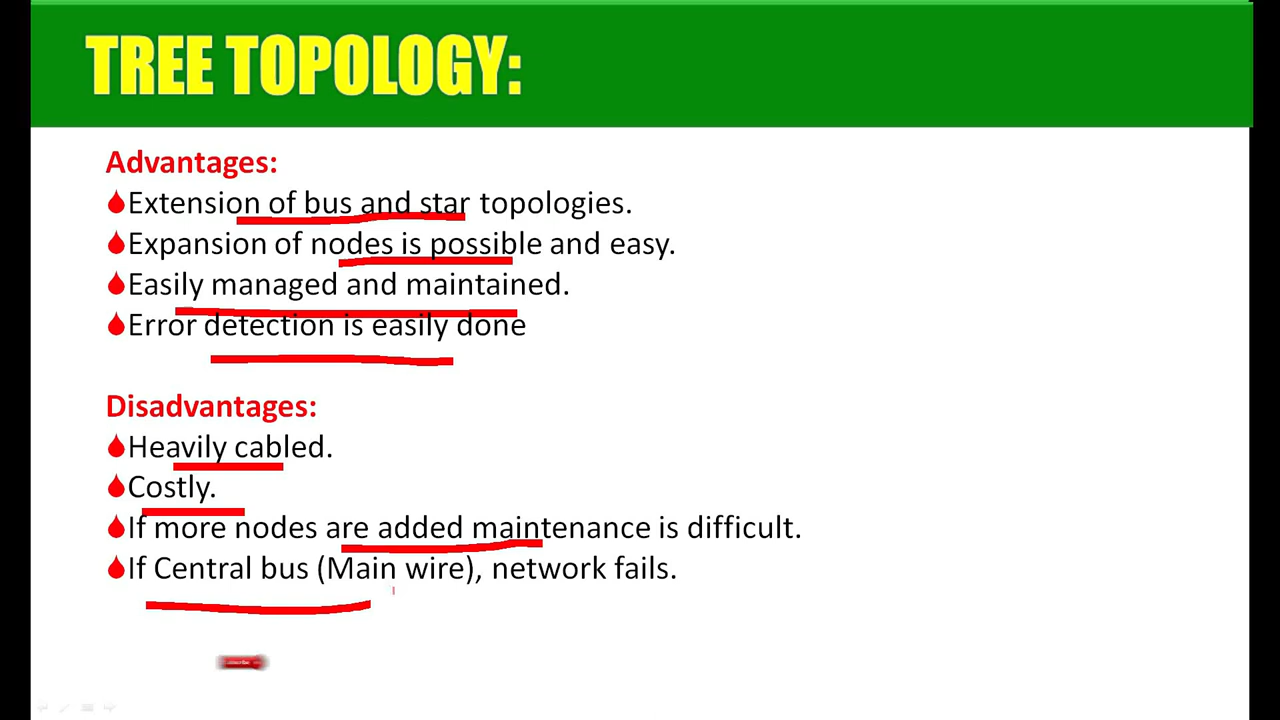 TREE TOPOLOGY:
Advantages:
Extension of bus and star topologies.
Expansion of nodes is possible and easy.
Easily managed and maintained.
Error detection is easily done
Disadvantages:
Heavily cabled.
Costly.
If more nodes are added maintenance is difficult.
If Central bus (Main wire), network fails.